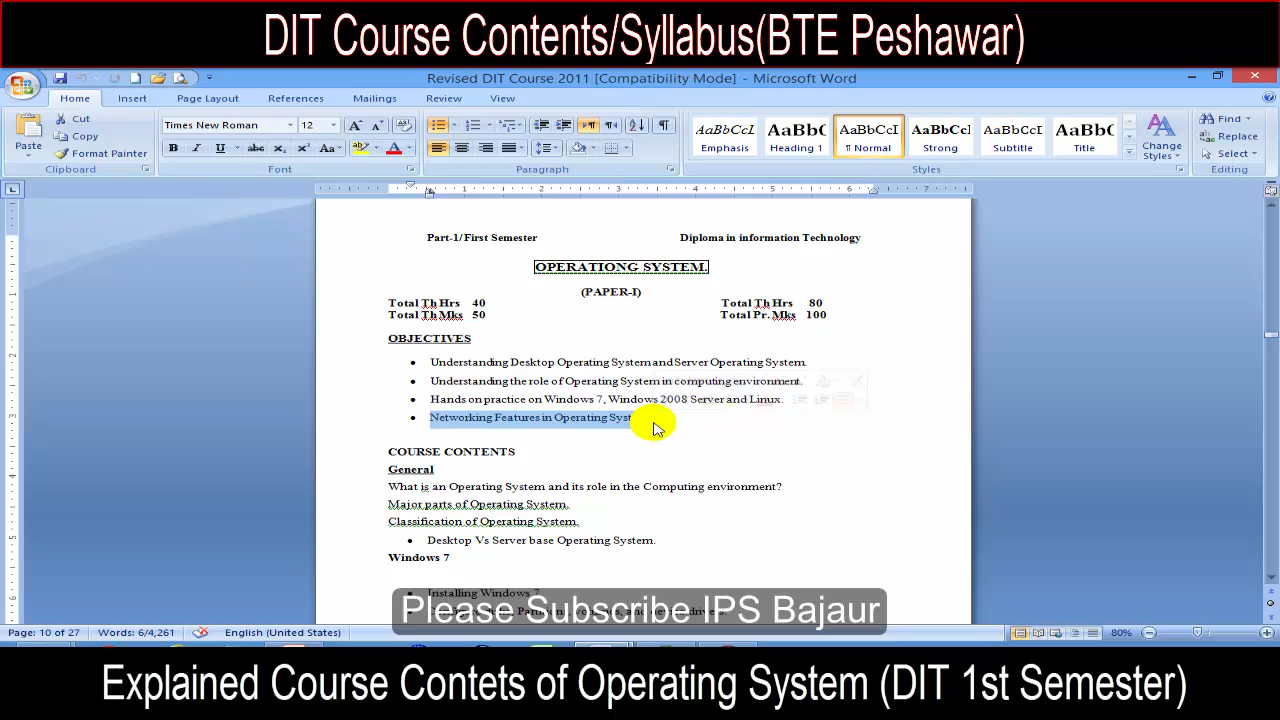 DIT Course Contents/Syllabus(BTE Peshawar)
Revised DIT Course 2011 [Compatibility Mode] - Microsoft Word
Home Insert Page Layout References Mailings Review View
Paste
Cut
Copy
Format Painter
Clipboard
Times New Roman 12
Font
Paragraph
AaBbCcI AaBbC AaBbCcI AaBbCcI AaBbCcI AaBbC
Emphasis Heading 1 ¶ Normal Strong Subtitle Title
Change Styles
Styles
Find
Replace
Select
Editing
1 2 3 4 5 6 7
Part-1/First Semester Diploma in information Technology
OPERATIONG SYSTEM.
(PAPER-I)
Total Th Hrs 40 Total Th Hrs 80
Total Th Mks 50 Total Pr. Mks 100
OBJECTIVES
• Understanding Desktop Operating System and Server Operating System.
• Understanding the role of Operating System in computing environment.
• Hands on practice on Windows 7, Windows 2008 Server and Linux.
• Networking Features in Operating Syst
COURSE CONTENTS
General
What is an Operating System and its role in the Computing environment?
Major parts of Operating System.
Classification of Operating System.
• Desktop Vs Server base Operating System.
Windows 7
Installing Windows 7
Please Subscribe IPS Bajaur
Page: 10 of 27 Words: 6/4,261 English (United States) 80%
Explained Course Contets of Operating System (DIT 1st Semester)